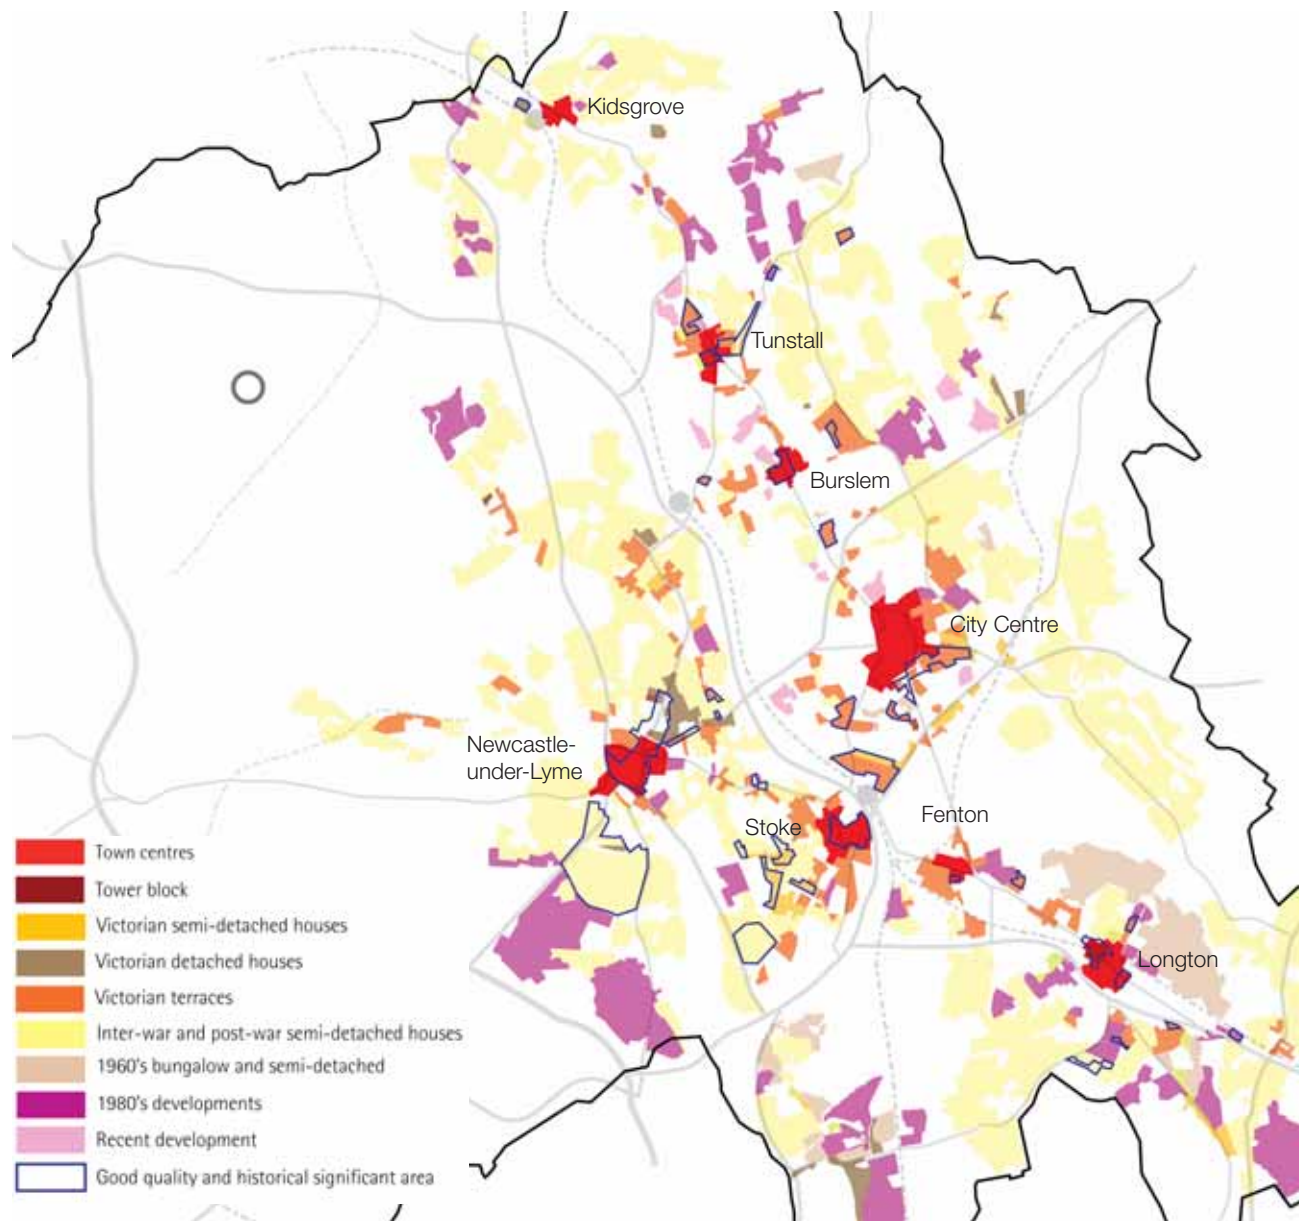 Kidsgrove
Tunstall
Burslem
City Centre
Newcastle-
under-Lyme
Stoke
Fenton
Longton
Town centres
Tower block
Victorian semi-detached houses
Victorian detached houses
Victorian terraces
Inter-war and post-war semi-detached houses
1960's bungalow and semi-detached
1980's developments
Recent development
Good quality and historical significant area